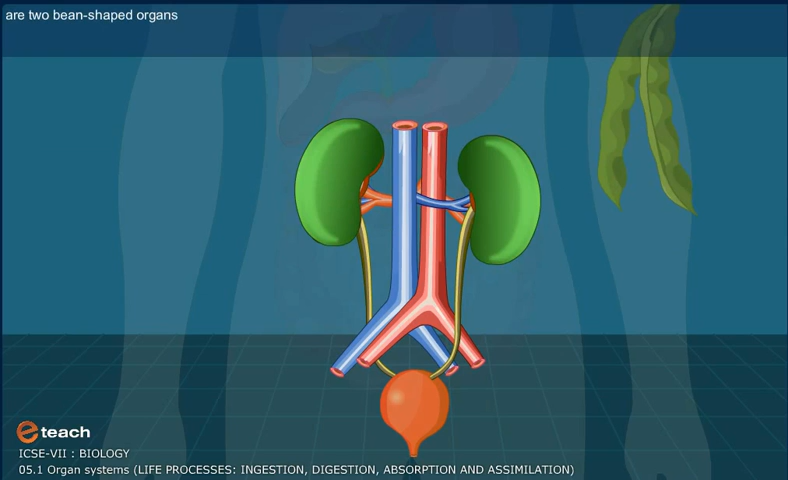 are two bean-shaped organs
e teach
ICSE-VII : BIOLOGY
05.1 Organ systems (LIFE PROCESSES: INGESTION, DIGESTION, ABSORPTION AND ASSIMILATION)